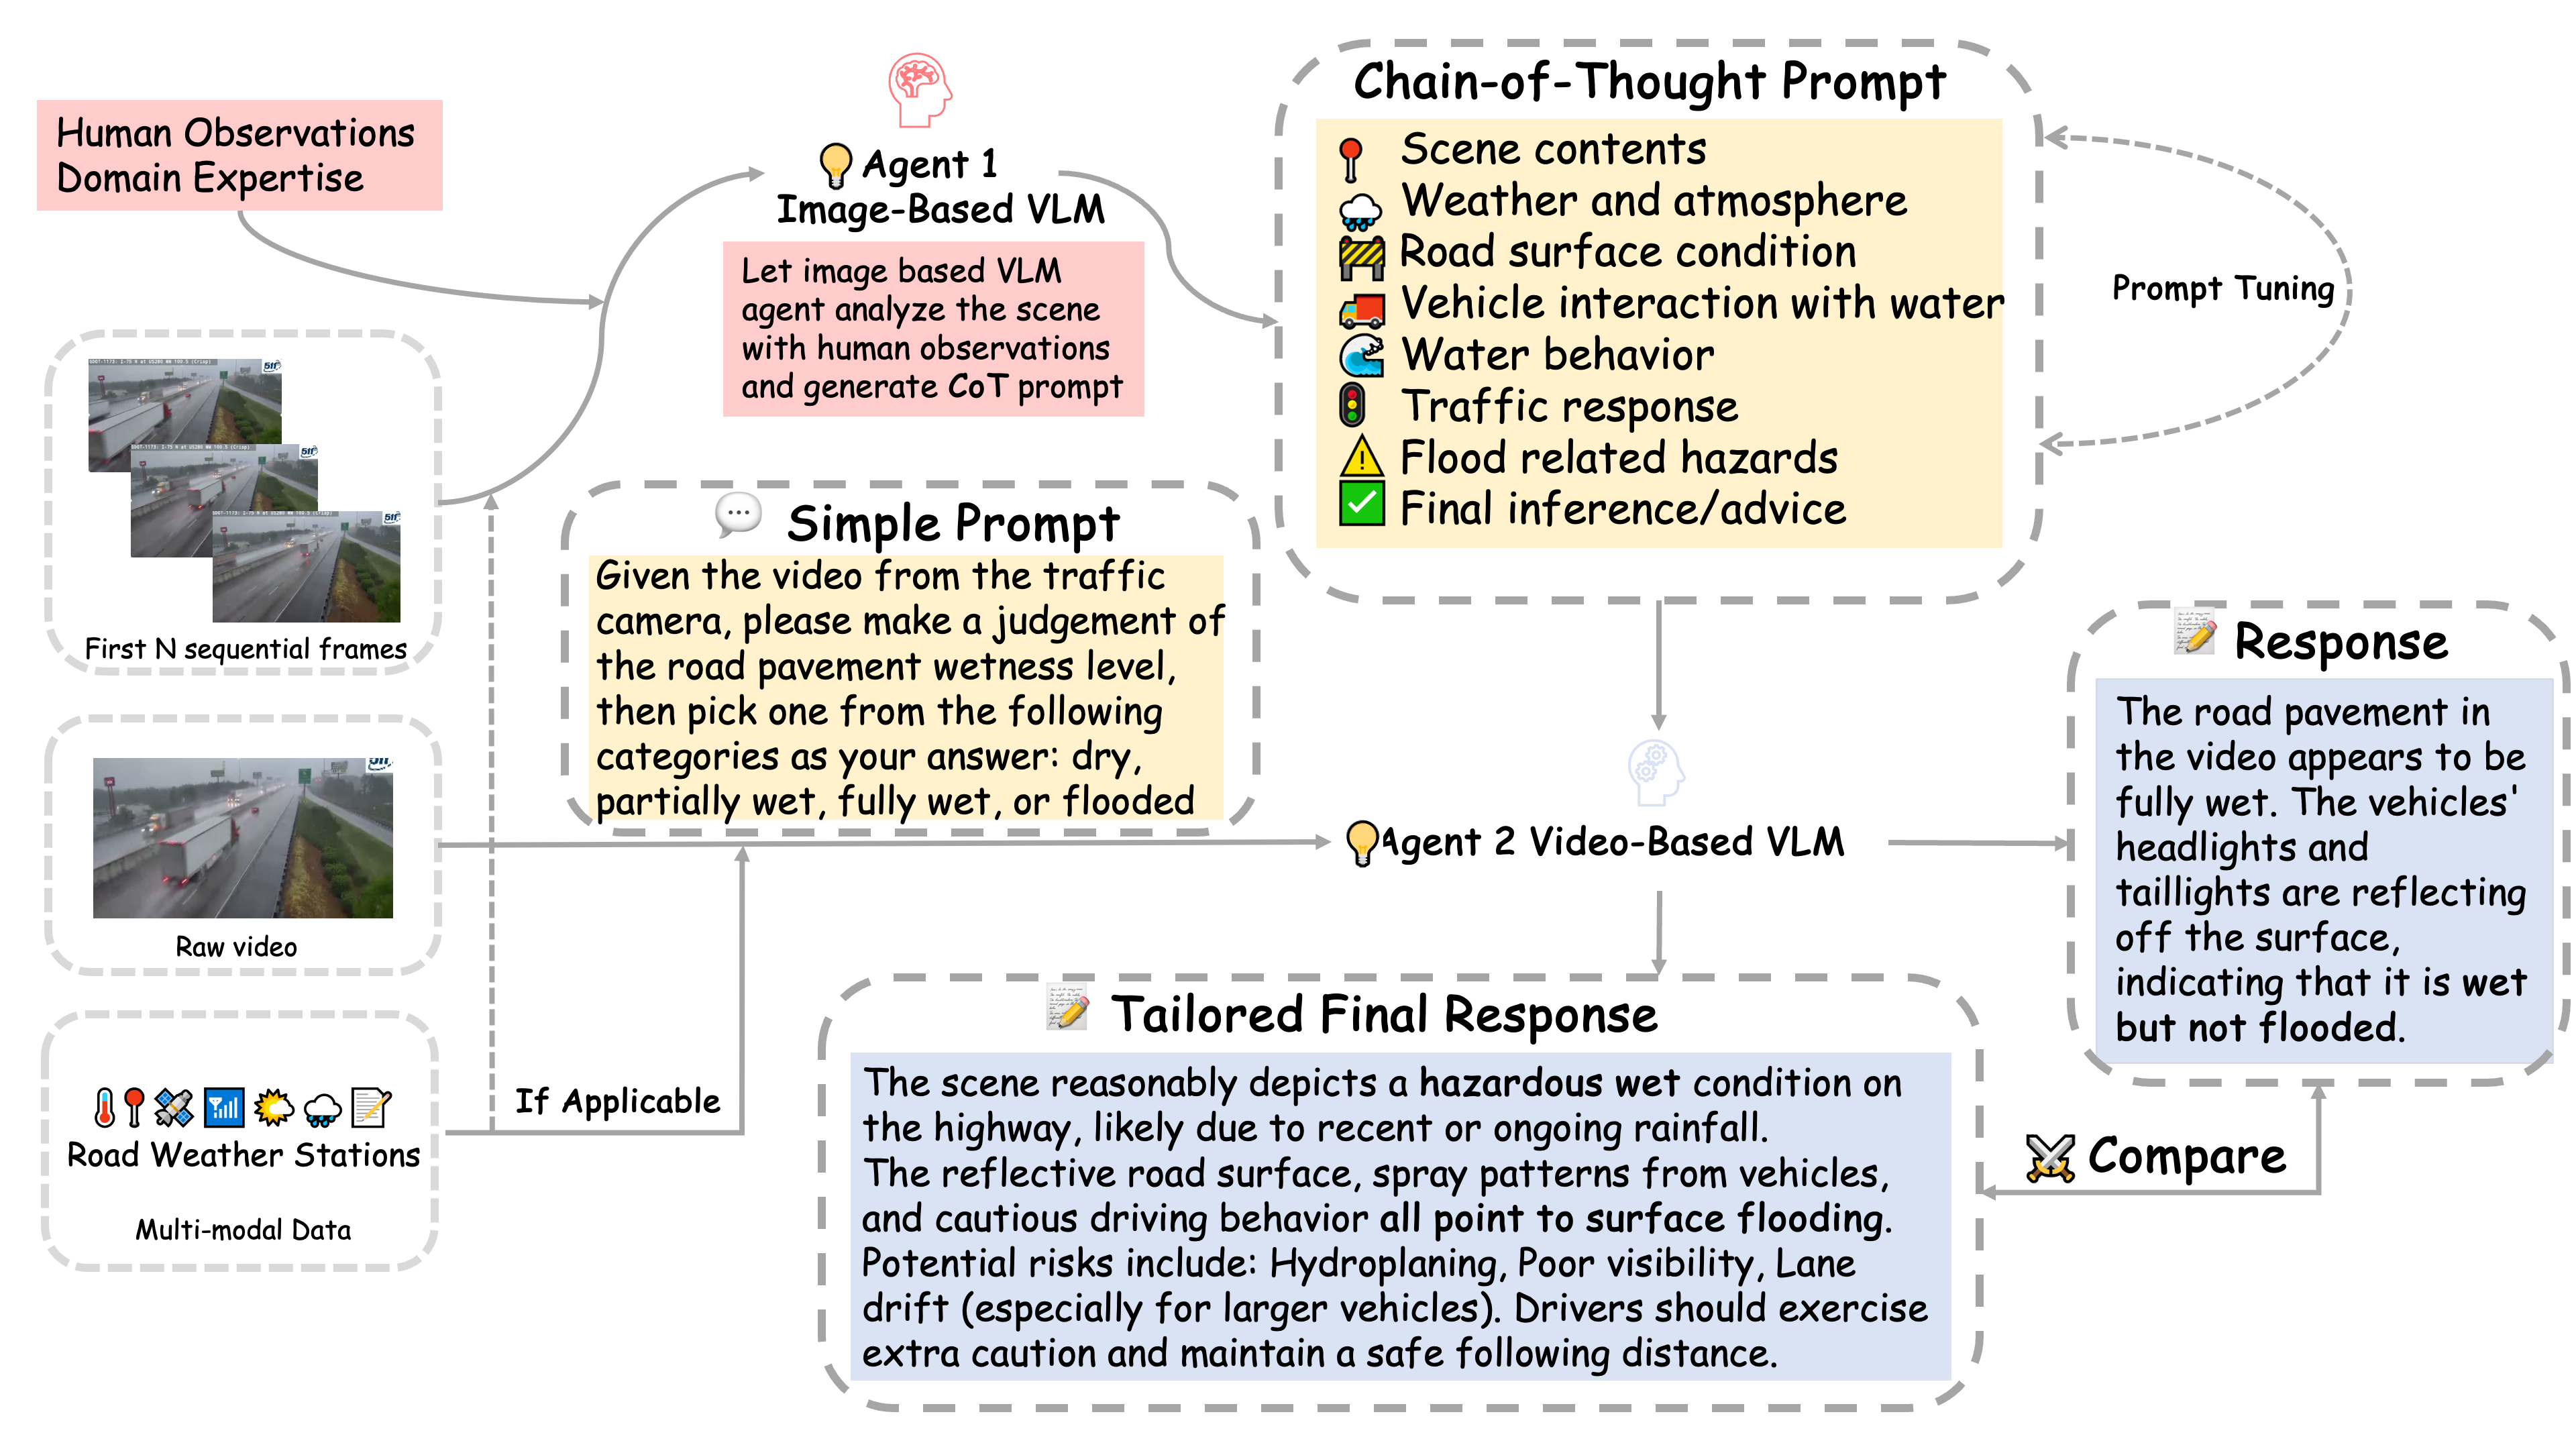 Human Observations
Domain Expertise
First N sequential frames
Raw video
Road Weather Stations
Multi-modal Data
If Applicable
Agent 1
Image-Based VLM
Let image based VLM
agent analyze the scene
with human observations
and generate CoT prompt
Simple Prompt
Given the video from the traffic
camera, please make a judgement of
the road pavement wetness level,
then pick one from the following
categories as your answer: dry,
partially wet, fully wet, or flooded
Chain-of-Thought Prompt
Scene contents
Weather and atmosphere
Road surface condition
Vehicle interaction with water
Water behavior
Traffic response
Flood related hazards
Final inference/advice
Prompt Tuning
Agent 2 Video-Based VLM
Response
The road pavement in
the video appears to be
fully wet. The vehicles'
headlights and
taillights are reflecting
off the surface,
indicating that it is wet
but not flooded.
Tailored Final Response
The scene reasonably depicts a hazardous wet condition on
the highway, likely due to recent or ongoing rainfall.
The reflective road surface, spray patterns from vehicles,
and cautious driving behavior all point to surface flooding.
Potential risks include: Hydroplaning, Poor visibility, Lane
drift (especially for larger vehicles). Drivers should exercise
extra caution and maintain a safe following distance.
Compare
511
511
511
511